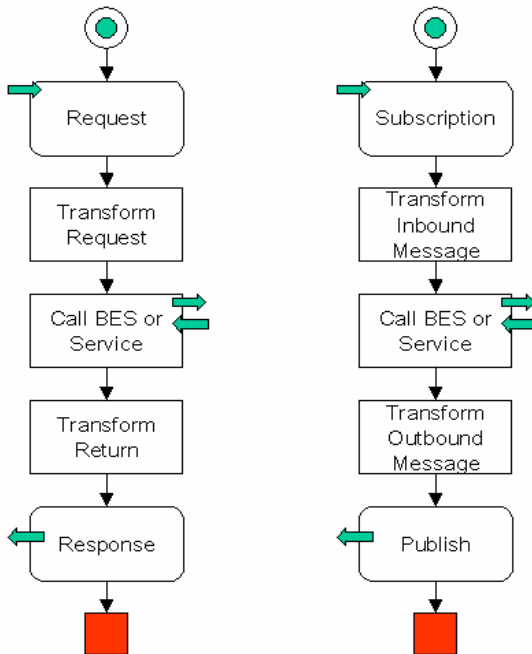 Request
Transform
Request
Call BES or
Service
Transform
Return
Response
Subscription
Transform
Inbound
Message
Call BES or
Service
Transform
Outbound
Message
Publish